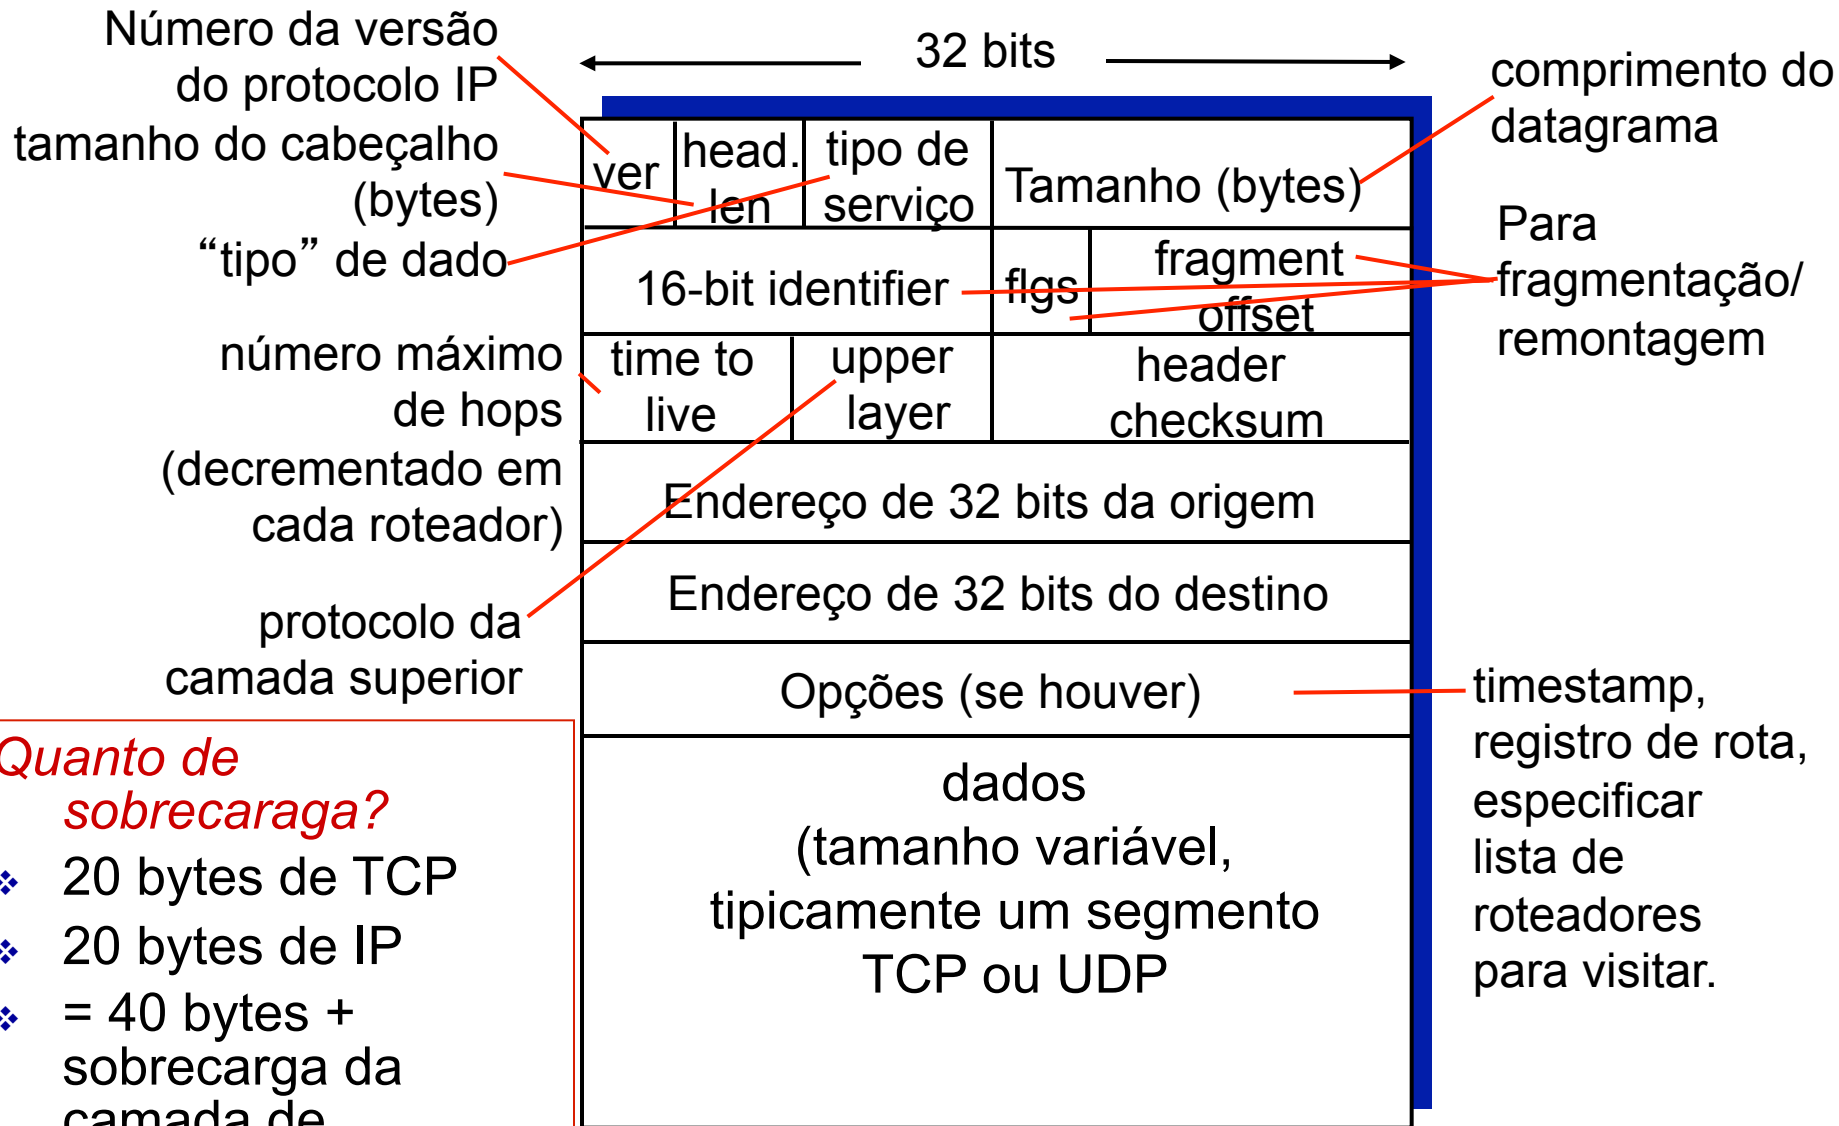 Número da versão
do protocolo IP
tamanho do cabeçalho
(bytes)
“tipo” de dado
número máximo
de hops
(decrementado em
cada roteador)
protocolo da
camada superior
32 bits
ver
head.
len
tipo de
serviço
Tamanho (bytes)
16-bit identifier
flgs
fragment
offset
time to
live
upper
layer
header
checksum
Endereço de 32 bits da origem
Endereço de 32 bits do destino
Opções (se houver)
dados
(tamanho variável,
tipicamente um segmento
TCP ou UDP
comprimento do
datagrama
Para
fragmentação/
remontagem
timestamp,
registro de rota,
especificar
lista de
roteadores
para visitar.
Quanto de
sobrecaraga?
20 bytes de TCP
20 bytes de IP
= 40 bytes +
sobrecarga da
camada de